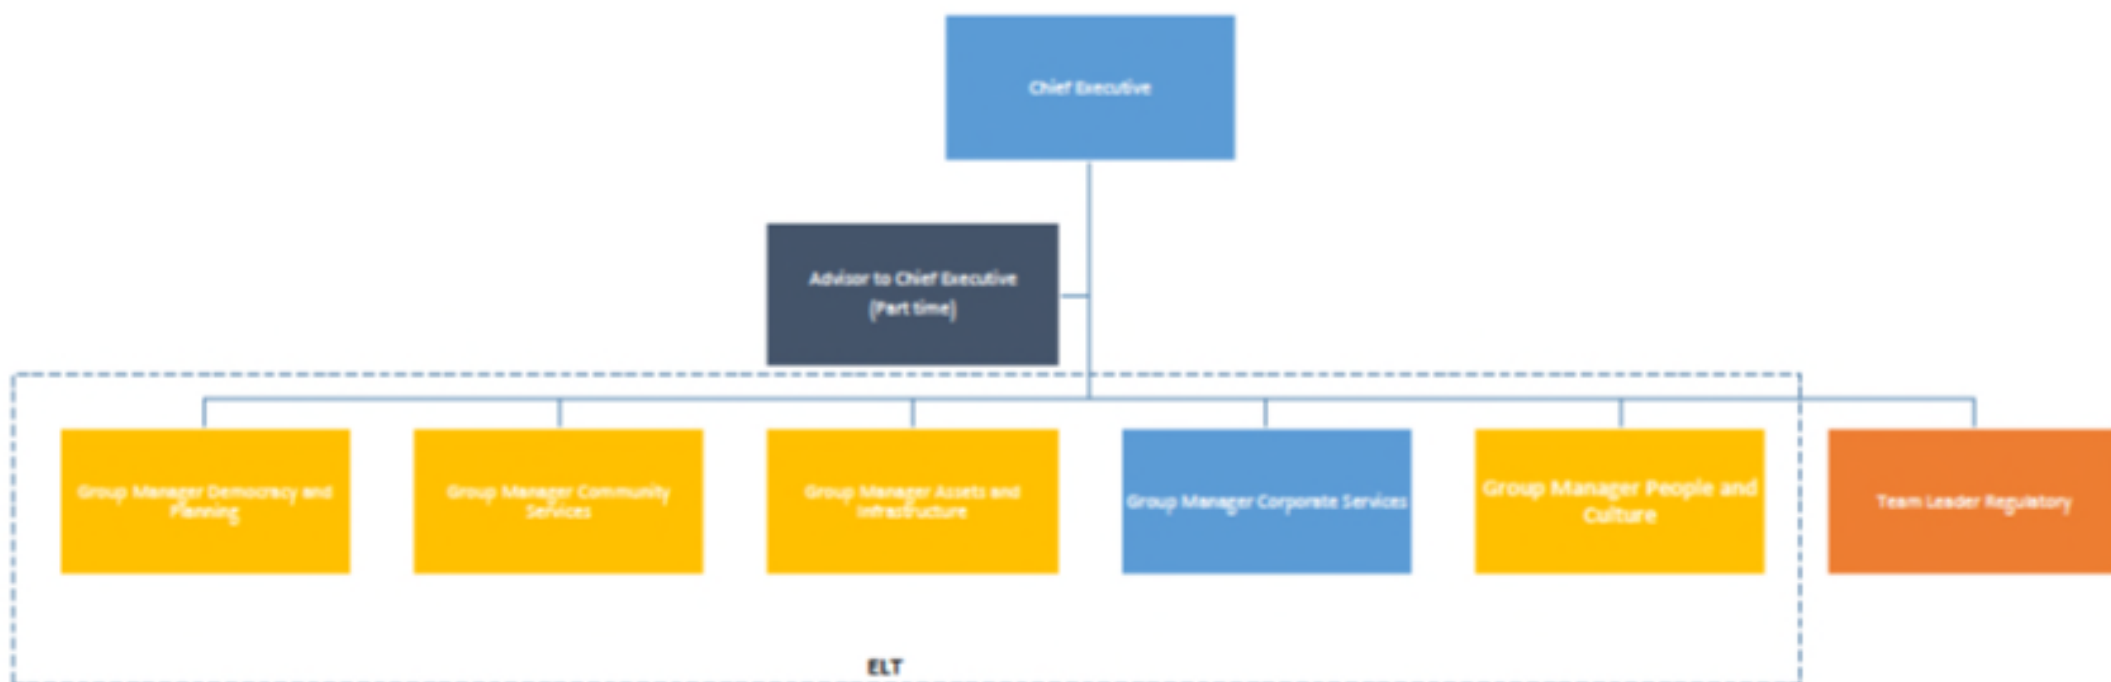 Chief Executive
Advisor to Chief Executive
(Part time)
Group Manager Democracy and
Planning
Group Manager Community
Services
Group Manager Assets and
Infrastructure
Group Manager Corporate Services
Group Manager People and
Culture
Team Leader Regulatory
ELT